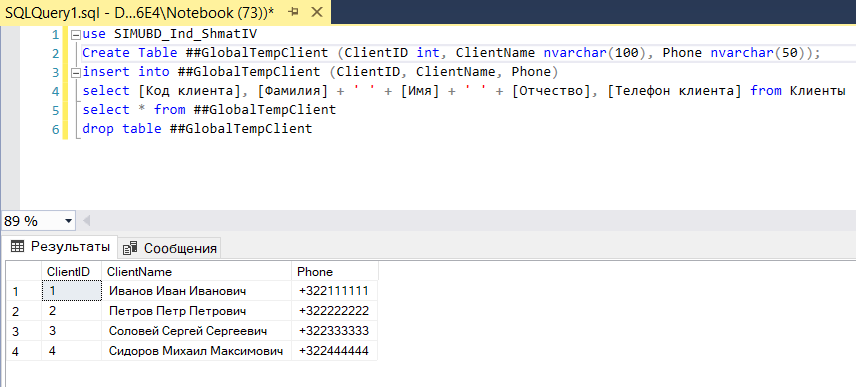 SQLQuery1.sql - D...6E4\Notebook (73))*
1 use SIMUBD_Ind_ShmatIV
2 Create Table ##GlobalTempClient (ClientID int, ClientName nvarchar(100), Phone nvarchar(50));
3 insert into ##GlobalTempClient (ClientID, ClientName, Phone)
4 select [Код клиента], [Фамилия] + ' ' + [Имя] + ' ' + [Отчество], [Телефон клиента] from Клиенты
5 select * from ##GlobalTempClient
6 drop table ##GlobalTempClient
89 %
Результаты Сообщения
ClientID ClientName Phone
1 1 Иванов Иван Иванович +322111111
2 2 Петров Петр Петрович +322222222
3 3 Соловей Сергей Сергеевич +322333333
4 4 Сидоров Михаил Максимович +322444444